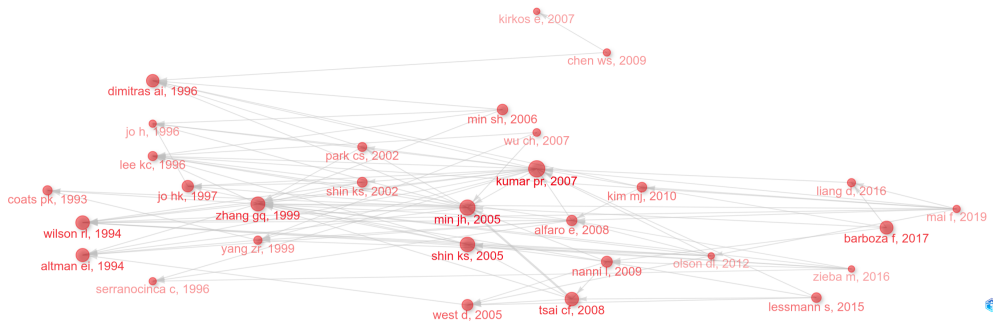 kirkos e, 2007
chen ws, 2009
dimitras ai, 1996
min sh, 2006
jo h, 1996
wu ch, 2007
park cs, 2002
lee kc, 1996
kumar pr, 2007
shin ks, 2002
jo hk, 1997
kim mj, 2010
liang d, 2016
coats pk, 1993
zhang gq, 1999
min jh, 2005
mai f, 2019
wilson rl, 1994
alfaro e, 2008
barboza f, 2017
yang zr, 1999
shin ks, 2005
altman ei, 1994
olson dl, 2012
nanni l, 2009
zieba m, 2016
serranocinca c, 1996
west d, 2005
tsai cf, 2008
lessmann s, 2015